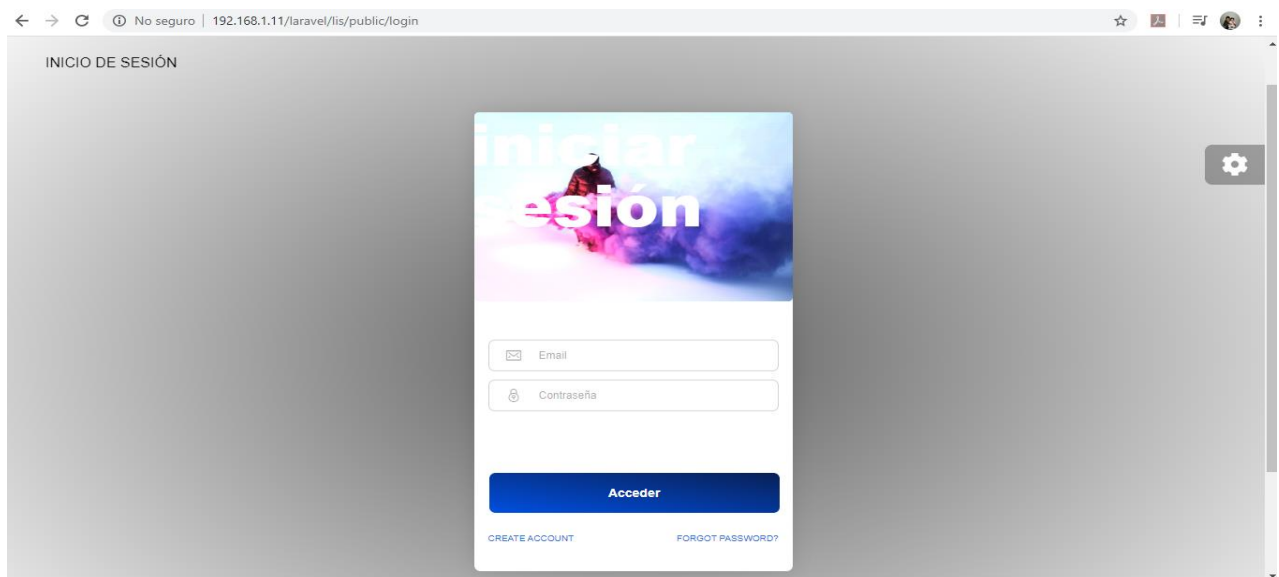 No seguro | 192.168.1.11/laravel/lis/public/login
INICIO DE SESIÓN
iniciar
sesión
Email
Contraseña
Acceder
CREATE ACCOUNT
FORGOT PASSWORD?